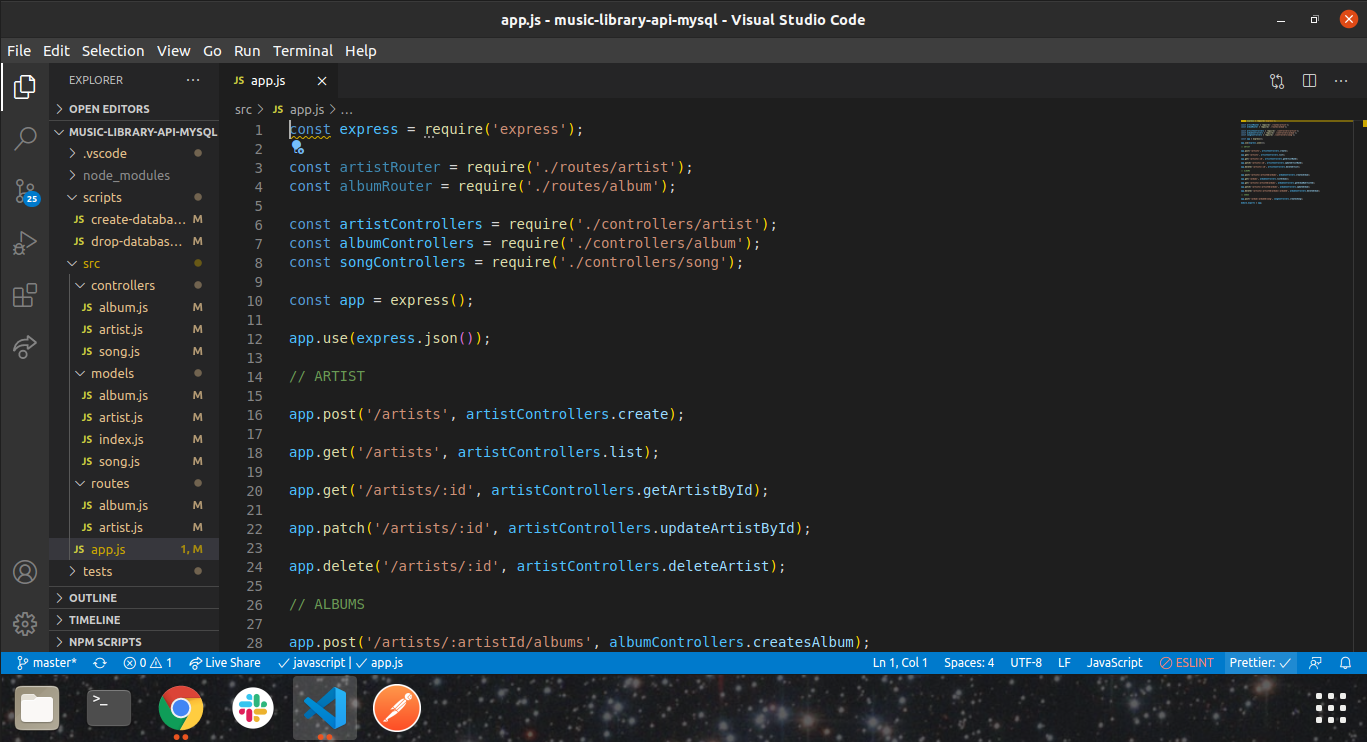 app.js - music-library-api-mysql - Visual Studio Code
File Edit Selection View Go Run Terminal Help
EXPLORER
OPEN EDITORS
MUSIC-LIBRARY-API-MYSQL
.vscode
node_modules
scripts
create-databa... M
drop-databas... M
src
controllers
JS album.js M
JS artist.js M
JS song.js M
models
JS album.js M
JS artist.js M
JS index.js M
JS song.js M
routes
JS album.js M
JS artist.js M
JS app.js 1, M
tests
OUTLINE
TIMELINE
NPM SCRIPTS
25
JS app.js
src > JS app.js > ...
1 const express = require('express');
2
3 const artistRouter = require('./routes/artist');
4 const albumRouter = require('./routes/album');
5
6 const artistControllers = require('./controllers/artist');
7 const albumControllers = require('./controllers/album');
8 const songControllers = require('./controllers/song');
9
10 const app = express();
11
12 app.use(express.json());
13
14 // ARTIST
15
16 app.post('/artists', artistControllers.create);
17
18 app.get('/artists', artistControllers.list);
19
20 app.get('/artists/:id', artistControllers.getArtistById);
21
22 app.patch('/artists/:id', artistControllers.updateArtistById);
23
24 app.delete('/artists/:id', artistControllers.deleteArtist);
25
26 // ALBUMS
27
28 app.post('/artists/:artistId/albums', albumControllers.createsAlbum);
master* 0 1 Live Share javascript | app.js Ln 1, Col 1 Spaces: 4 UTF-8 LF JavaScript ESLINT Prettier:
>_